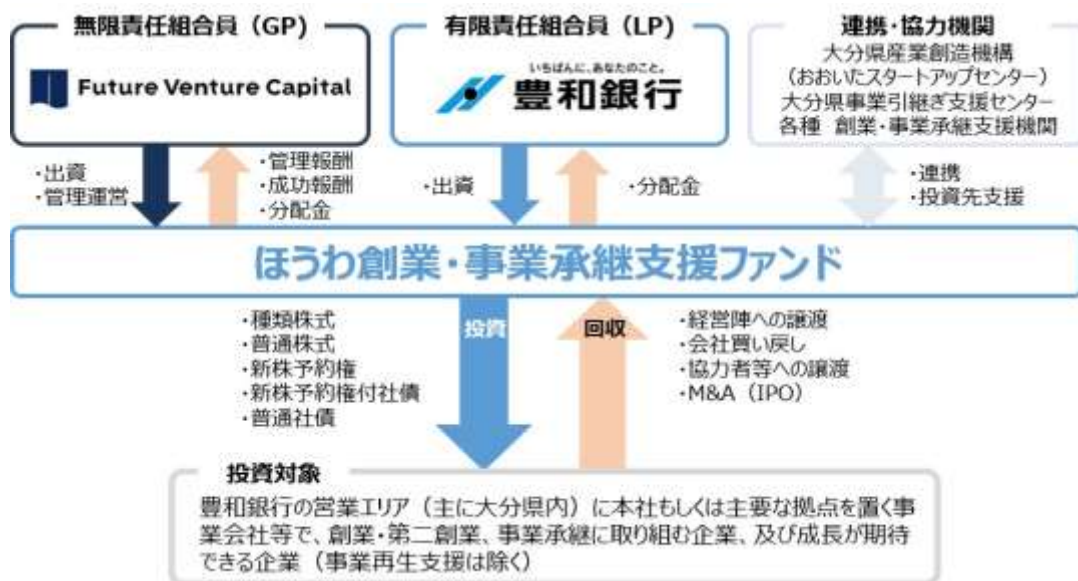 無限責任組合員（GP）
Future Venture Capital
有限責任組合員（LP）
いちばんに、あなたのこと。
豊和銀行
連携・協力機関
大分県産業創造機構
（おおいたスタートアップセンター）
大分県事業引継ぎ支援センター
各種 創業・事業承継支援機関
・出資
・管理運営
・管理報酬
・成功報酬
・分配金
・出資
・分配金
・連携
・投資先支援
ほうわ創業・事業承継支援ファンド
・種類株式
・普通株式
・新株予約権
・新株予約権付社債
・普通社債
投資
回収
・経営陣への譲渡
・会社買い戻し
・協力者等への譲渡
・M&A（IPO）
投資対象
豊和銀行の営業エリア（主に大分県内）に本社もしくは主要な拠点を置く事
業会社等で、創業・第二創業、事業承継に取り組む企業、及び成長が期待
できる企業（事業再生支援は除く）